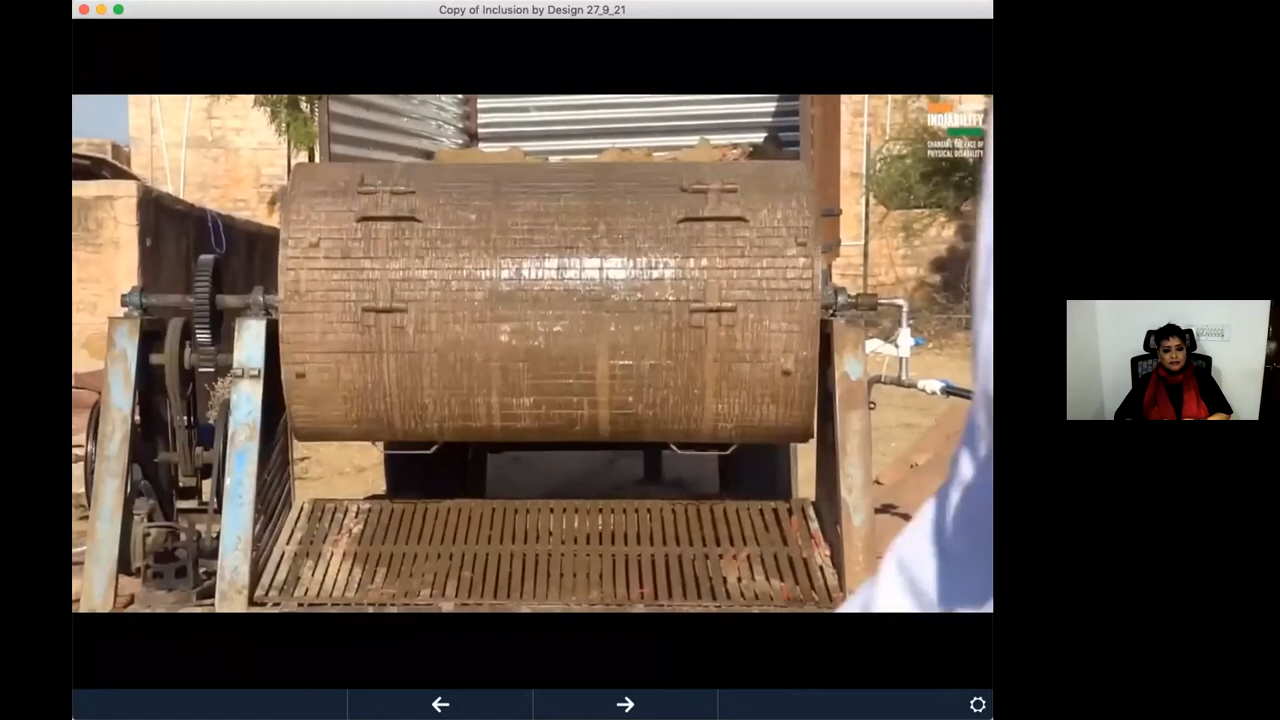 Copy of Inclusion by Design 27_9_21
INDIABILITY
CHANGING THE FACE OF
PHYSICAL DISABILITY